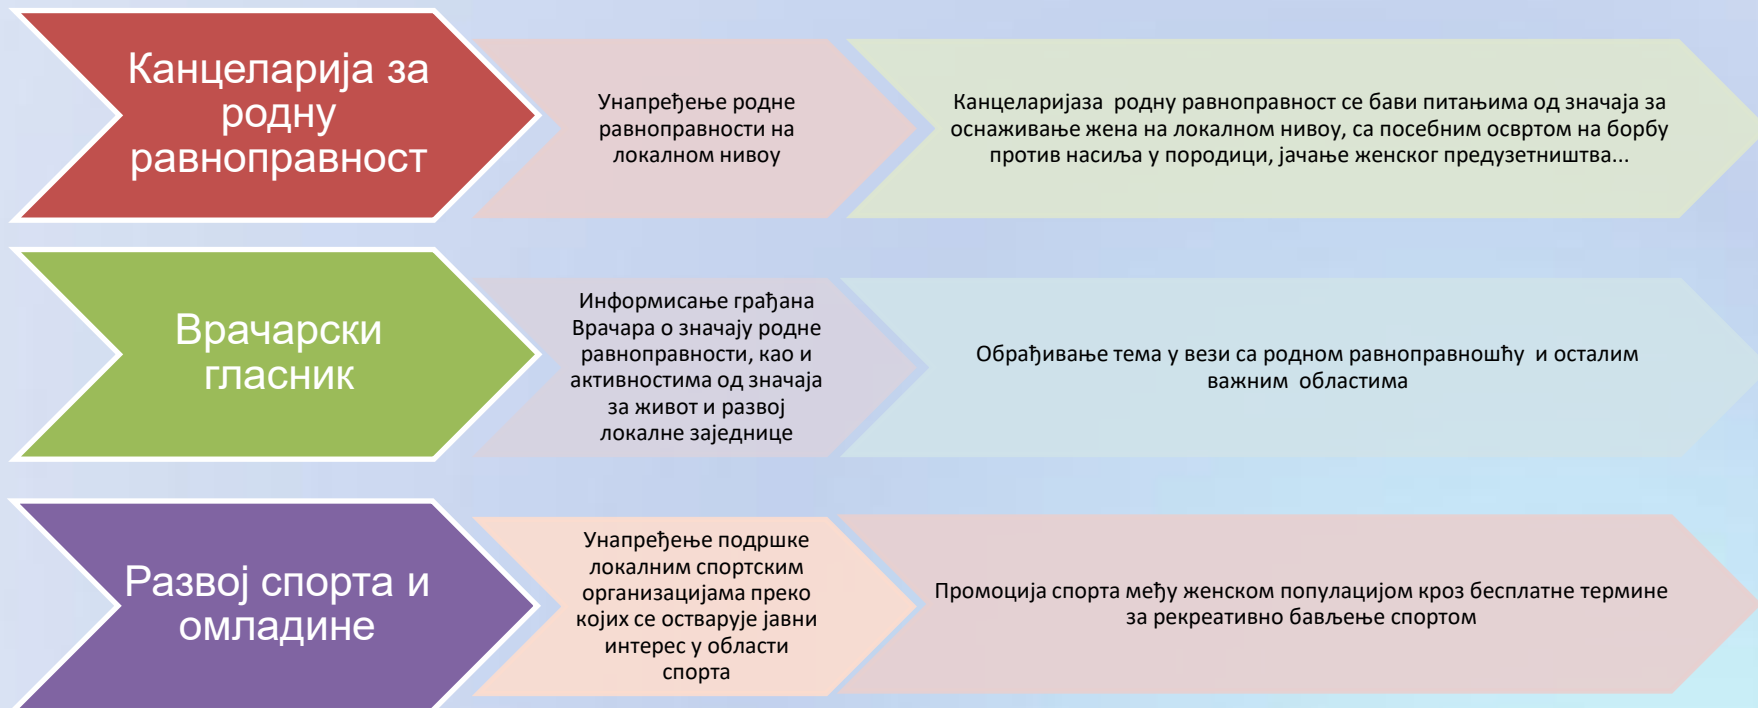 Канцеларија за
родну
равноправност
Унапређење родне
равноправности на
локалном нивоу
Канцеларијаза  родну равноправност се бави питањима од значаја за
оснаживање жена на локалном нивоу, са посебним освртом на борбу
против насиља у породици, јачање женског предузетништва...
Врачарски
гласник
Информисање грађана
Врачара о значају родне
равноправности, као и
активностима од значаја
за живот и развој
локалне заједнице
Обрађивање тема у вези са родном равноправношћу  и осталим
важним  областима
Развој спорта и
омладине
Унапређење подршке
локалним спортским
организацијама преко
којих се остварује јавни
интерес у области
спорта
Промоција спорта међу женском популацијом кроз бесплатне термине
за рекреативно бављење спортом